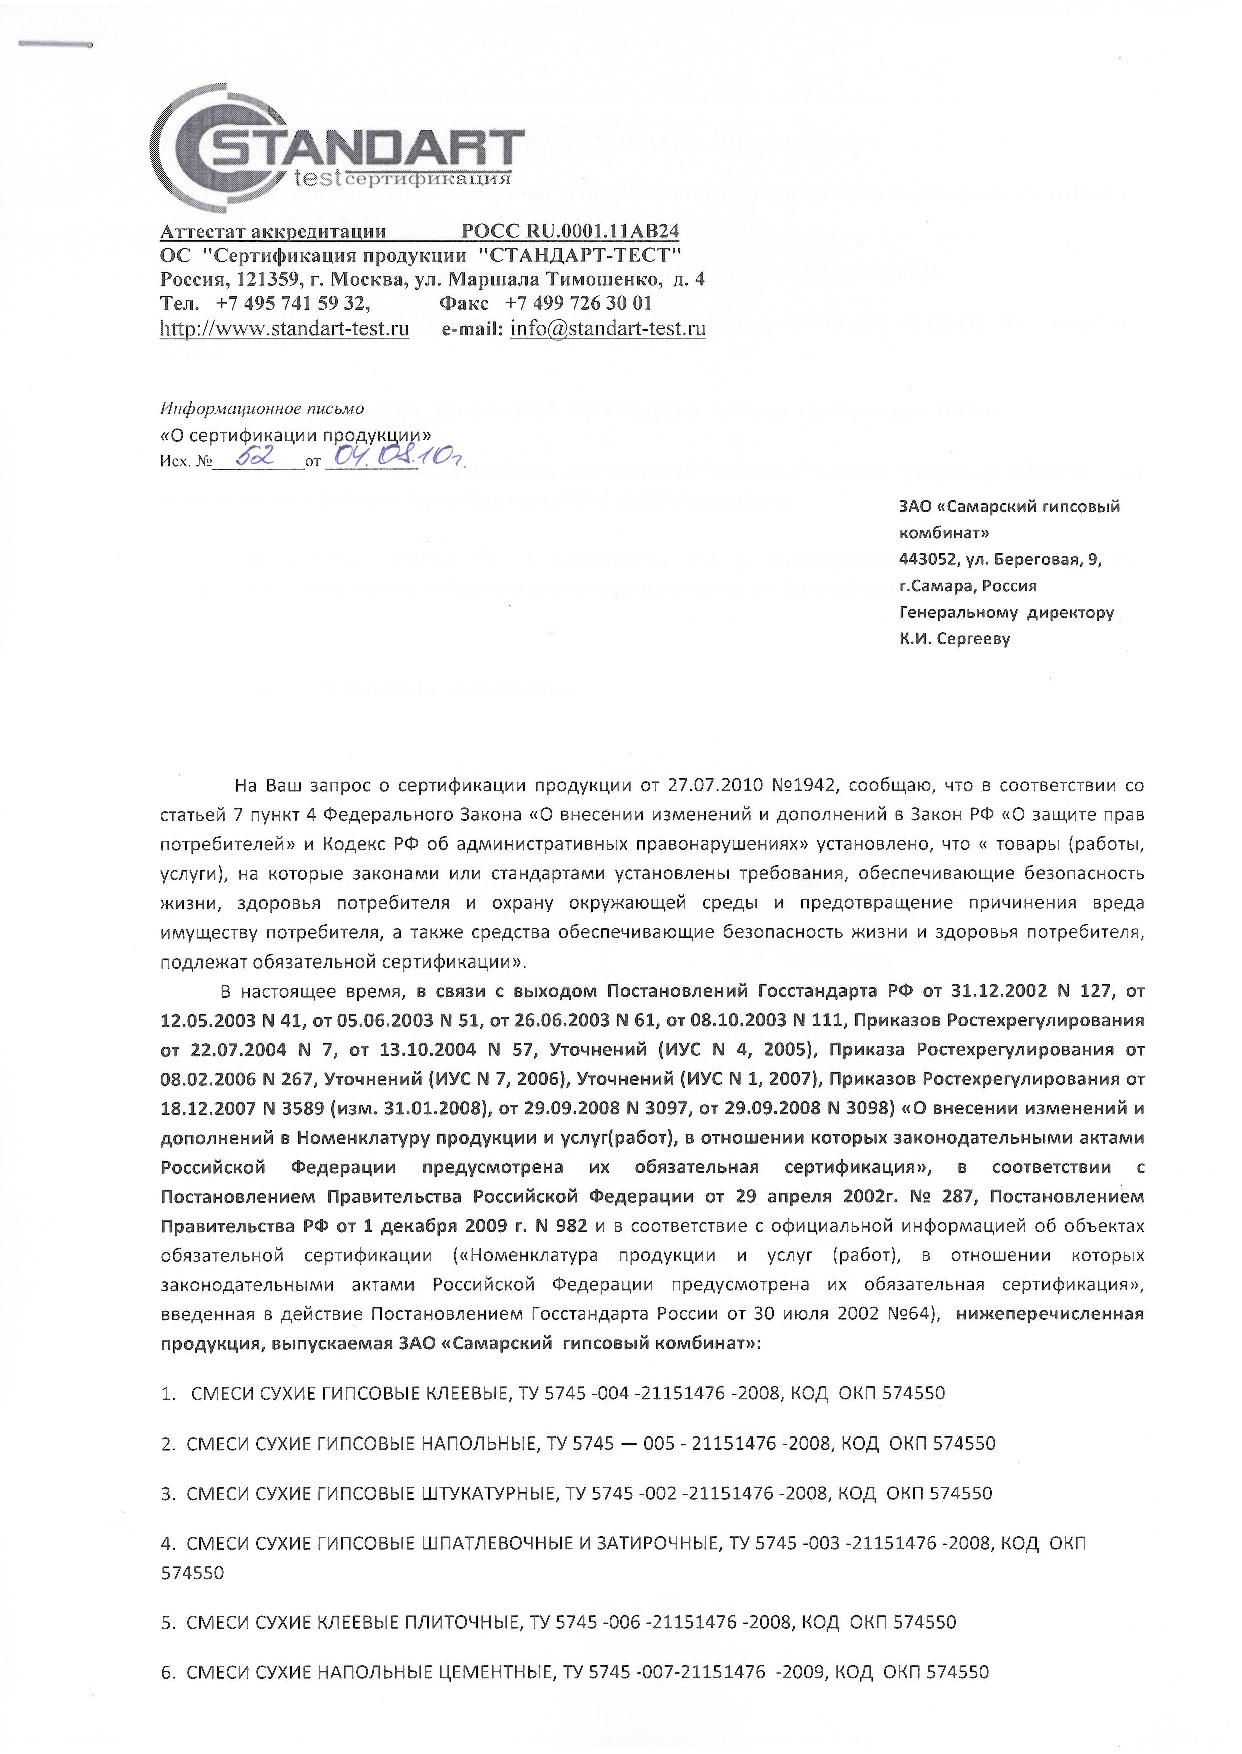 STANDART
testсертификация
Аттестат аккредитации РОСС RU.0001.11АВ24
ОС "Сертификация продукции "СТАНДАРТ-ТЕСТ"
Россия, 121359, г. Москва, ул. Маршала Тимошенко, д. 4
Тел. +7 495 741 59 32, Факс +7 499 726 30 01
http://www.standart-test.ru e-mail: info@standart-test.ru
Информационное письмо
«О сертификации продукции»
Исх. № 52 от 04.08.10г.
ЗАО «Самарский гипсовый
комбинат»
443052, ул. Береговая, 9,
г.Самара, Россия
Генеральному директору
К.И. Сергееву
На Ваш запрос о сертификации продукции от 27.07.2010 №1942, сообщаю, что в соответствии со
статьей 7 пункт 4 Федерального Закона «О внесении изменений и дополнений в Закон РФ «О защите прав
потребителей» и Кодекс РФ об административных правонарушениях» установлено, что « товары (работы,
услуги), на которые законами или стандартами установлены требования, обеспечивающие безопасность
жизни, здоровья потребителя и охрану окружающей среды и предотвращение причинения вреда
имуществу потребителя, а также средства обеспечивающие безопасность жизни и здоровья потребителя,
подлежат обязательной сертификации».
В настоящее время, в связи с выходом Постановлений Госстандарта РФ от 31.12.2002 N 127, от
12.05.2003 N 41, от 05.06.2003 N 51, от 26.06.2003 N 61, от 08.10.2003 N 111, Приказов Ростехрегулирования
от 22.07.2004 N 7, от 13.10.2004 N 57, Уточнений (ИУС N 4, 2005), Приказа Ростехрегулирования от
08.02.2006 N 267, Уточнений (ИУС N 7, 2006), Уточнений (ИУС N 1, 2007), Приказов Ростехрегулирования от
18.12.2007 N 3589 (изм. 31.01.2008), от 29.09.2008 N 3097, от 29.09.2008 N 3098) «О внесении изменений и
дополнений в Номенклатуру продукции и услуг(работ), в отношении которых законодательными актами
Российской Федерации предусмотрена их обязательная сертификация», в соответствии с
Постановлением Правительства Российской Федерации от 29 апреля 2002г. № 287, Постановлением
Правительства РФ от 1 декабря 2009 г. N 982 и в соответствие с официальной информацией об объектах
обязательной сертификации («Номенклатура продукции и услуг (работ), в отношении которых
законодательными актами Российской Федерации предусмотрена их обязательная сертификация»,
введенная в действие Постановлением Госстандарта России от 30 июля 2002 №64), нижеперечисленная
продукция, выпускаемая ЗАО «Самарский гипсовый комбинат»:
1. СМЕСИ СУХИЕ ГИПСОВЫЕ КЛЕЕВЫЕ, ТУ 5745 -004 -21151476 -2008, КОД ОКП 574550
2. СМЕСИ СУХИЕ ГИПСОВЫЕ НАПОЛЬНЫЕ, ТУ 5745 — 005 - 21151476 -2008, КОД ОКП 574550
3. СМЕСИ СУХИЕ ГИПСОВЫЕ ШТУКАТУРНЫЕ, ТУ 5745 -002 -21151476 -2008, КОД ОКП 574550
4. СМЕСИ СУХИЕ ГИПСОВЫЕ ШПАТЛЕВОЧНЫЕ И ЗАТИРОЧНЫЕ, ТУ 5745 -003 -21151476 -2008, КОД ОКП
574550
5. СМЕСИ СУХИЕ КЛЕЕВЫЕ ПЛИТОЧНЫЕ, ТУ 5745 -006 -21151476 -2008, КОД ОКП 574550
6. СМЕСИ СУХИЕ НАПОЛЬНЫЕ ЦЕМЕНТНЫЕ, ТУ 5745 -007-21151476 -2009, КОД ОКП 574550